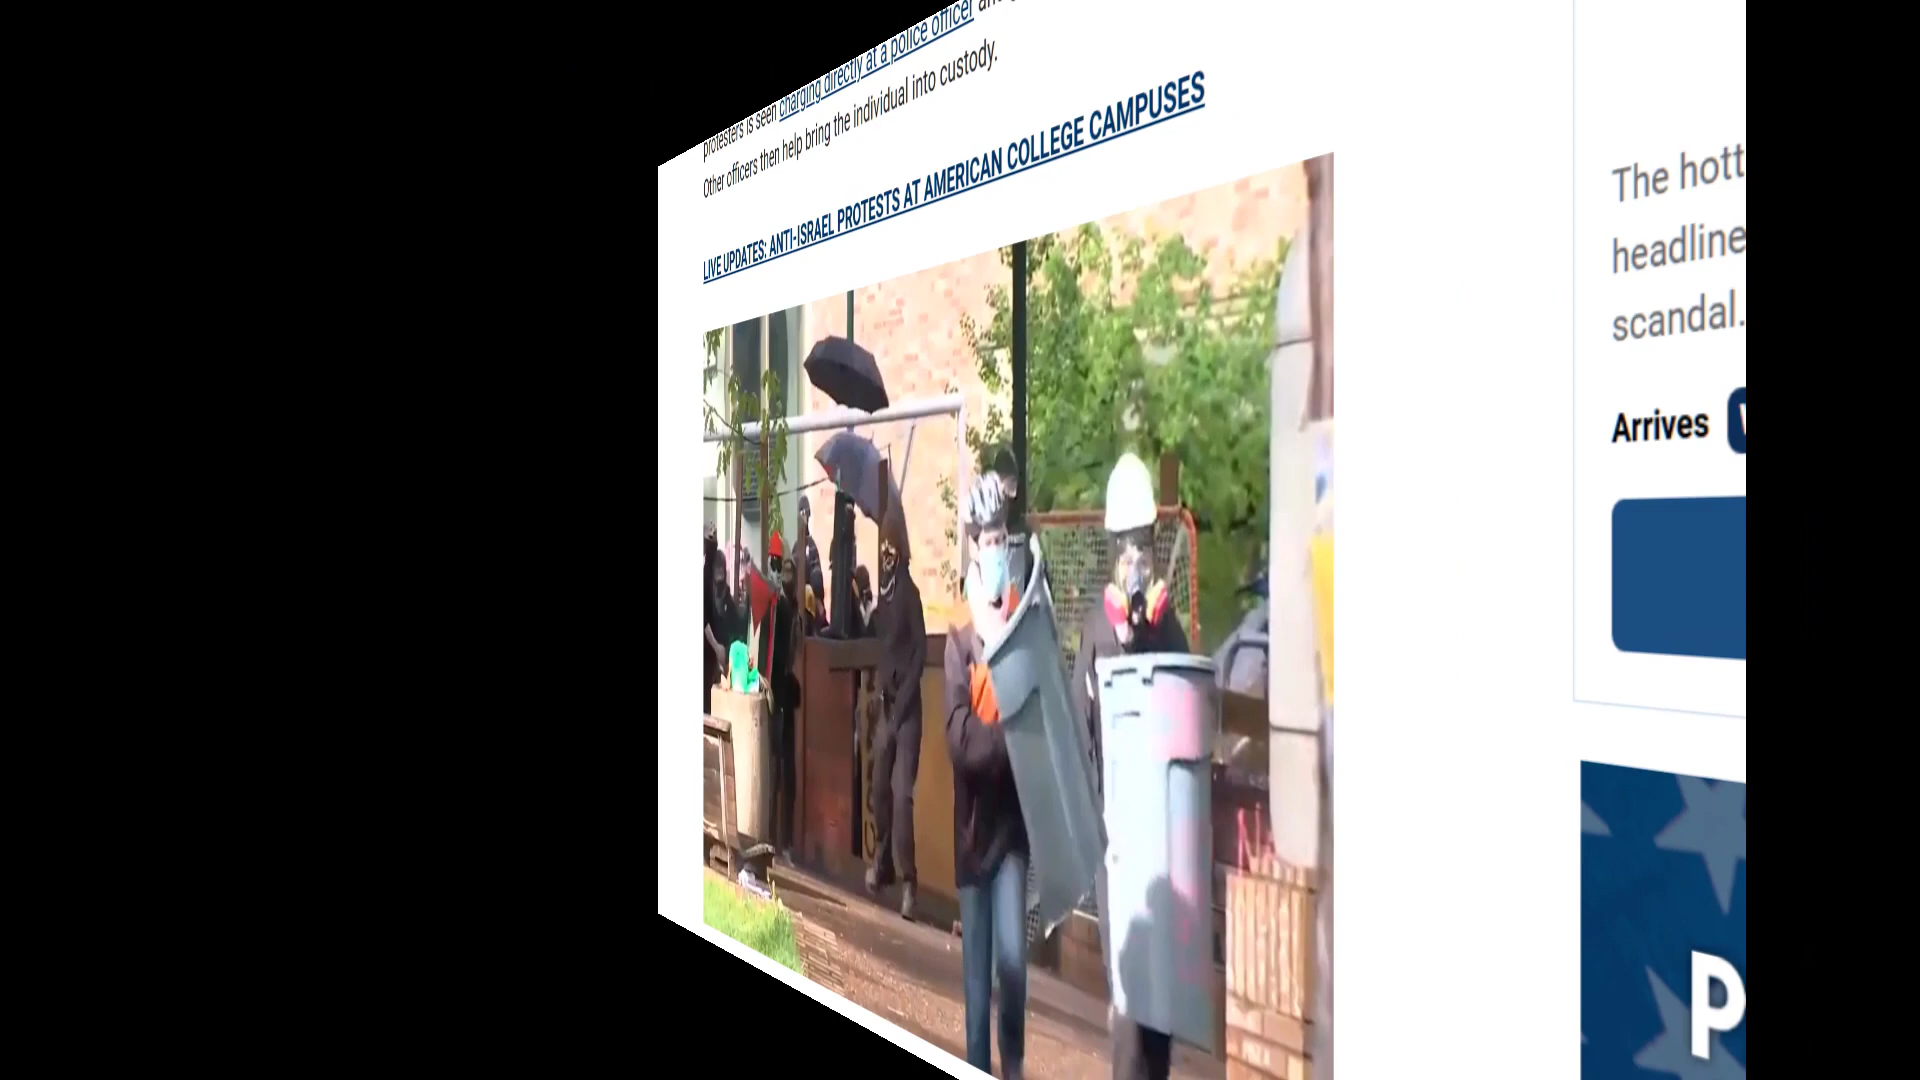 protesters is seen charging directly at a police officer
Other officers then help bring the individual into custody.
LIVE UPDATES: ANTI-ISRAEL PROTESTS AT AMERICAN COLLEGE CAMPUSES
The hott
headline
scandal.
Arrives
P